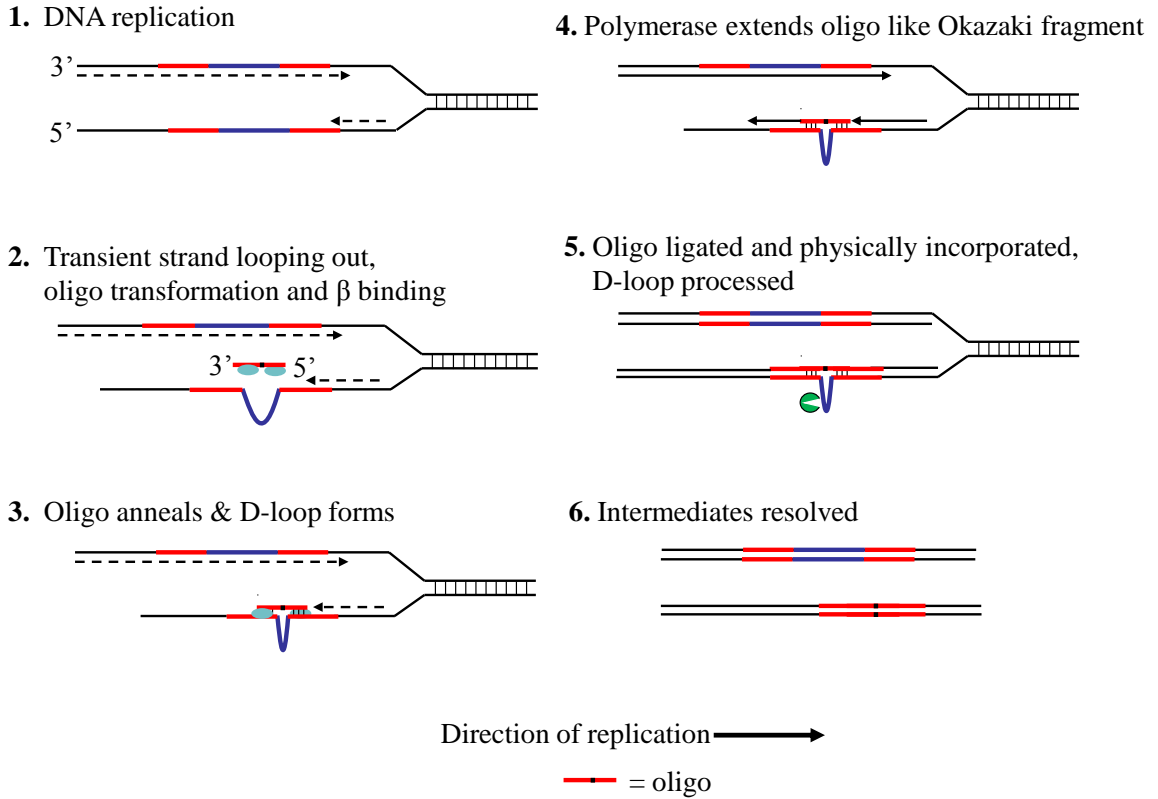 1. DNA replication
3’
5’
2. Transient strand looping out,
oligo transformation and β binding
3’ 5’
3. Oligo anneals & D-loop forms
4. Polymerase extends oligo like Okazaki fragment
5. Oligo ligated and physically incorporated,
D-loop processed
6. Intermediates resolved
Direction of replication
= oligo